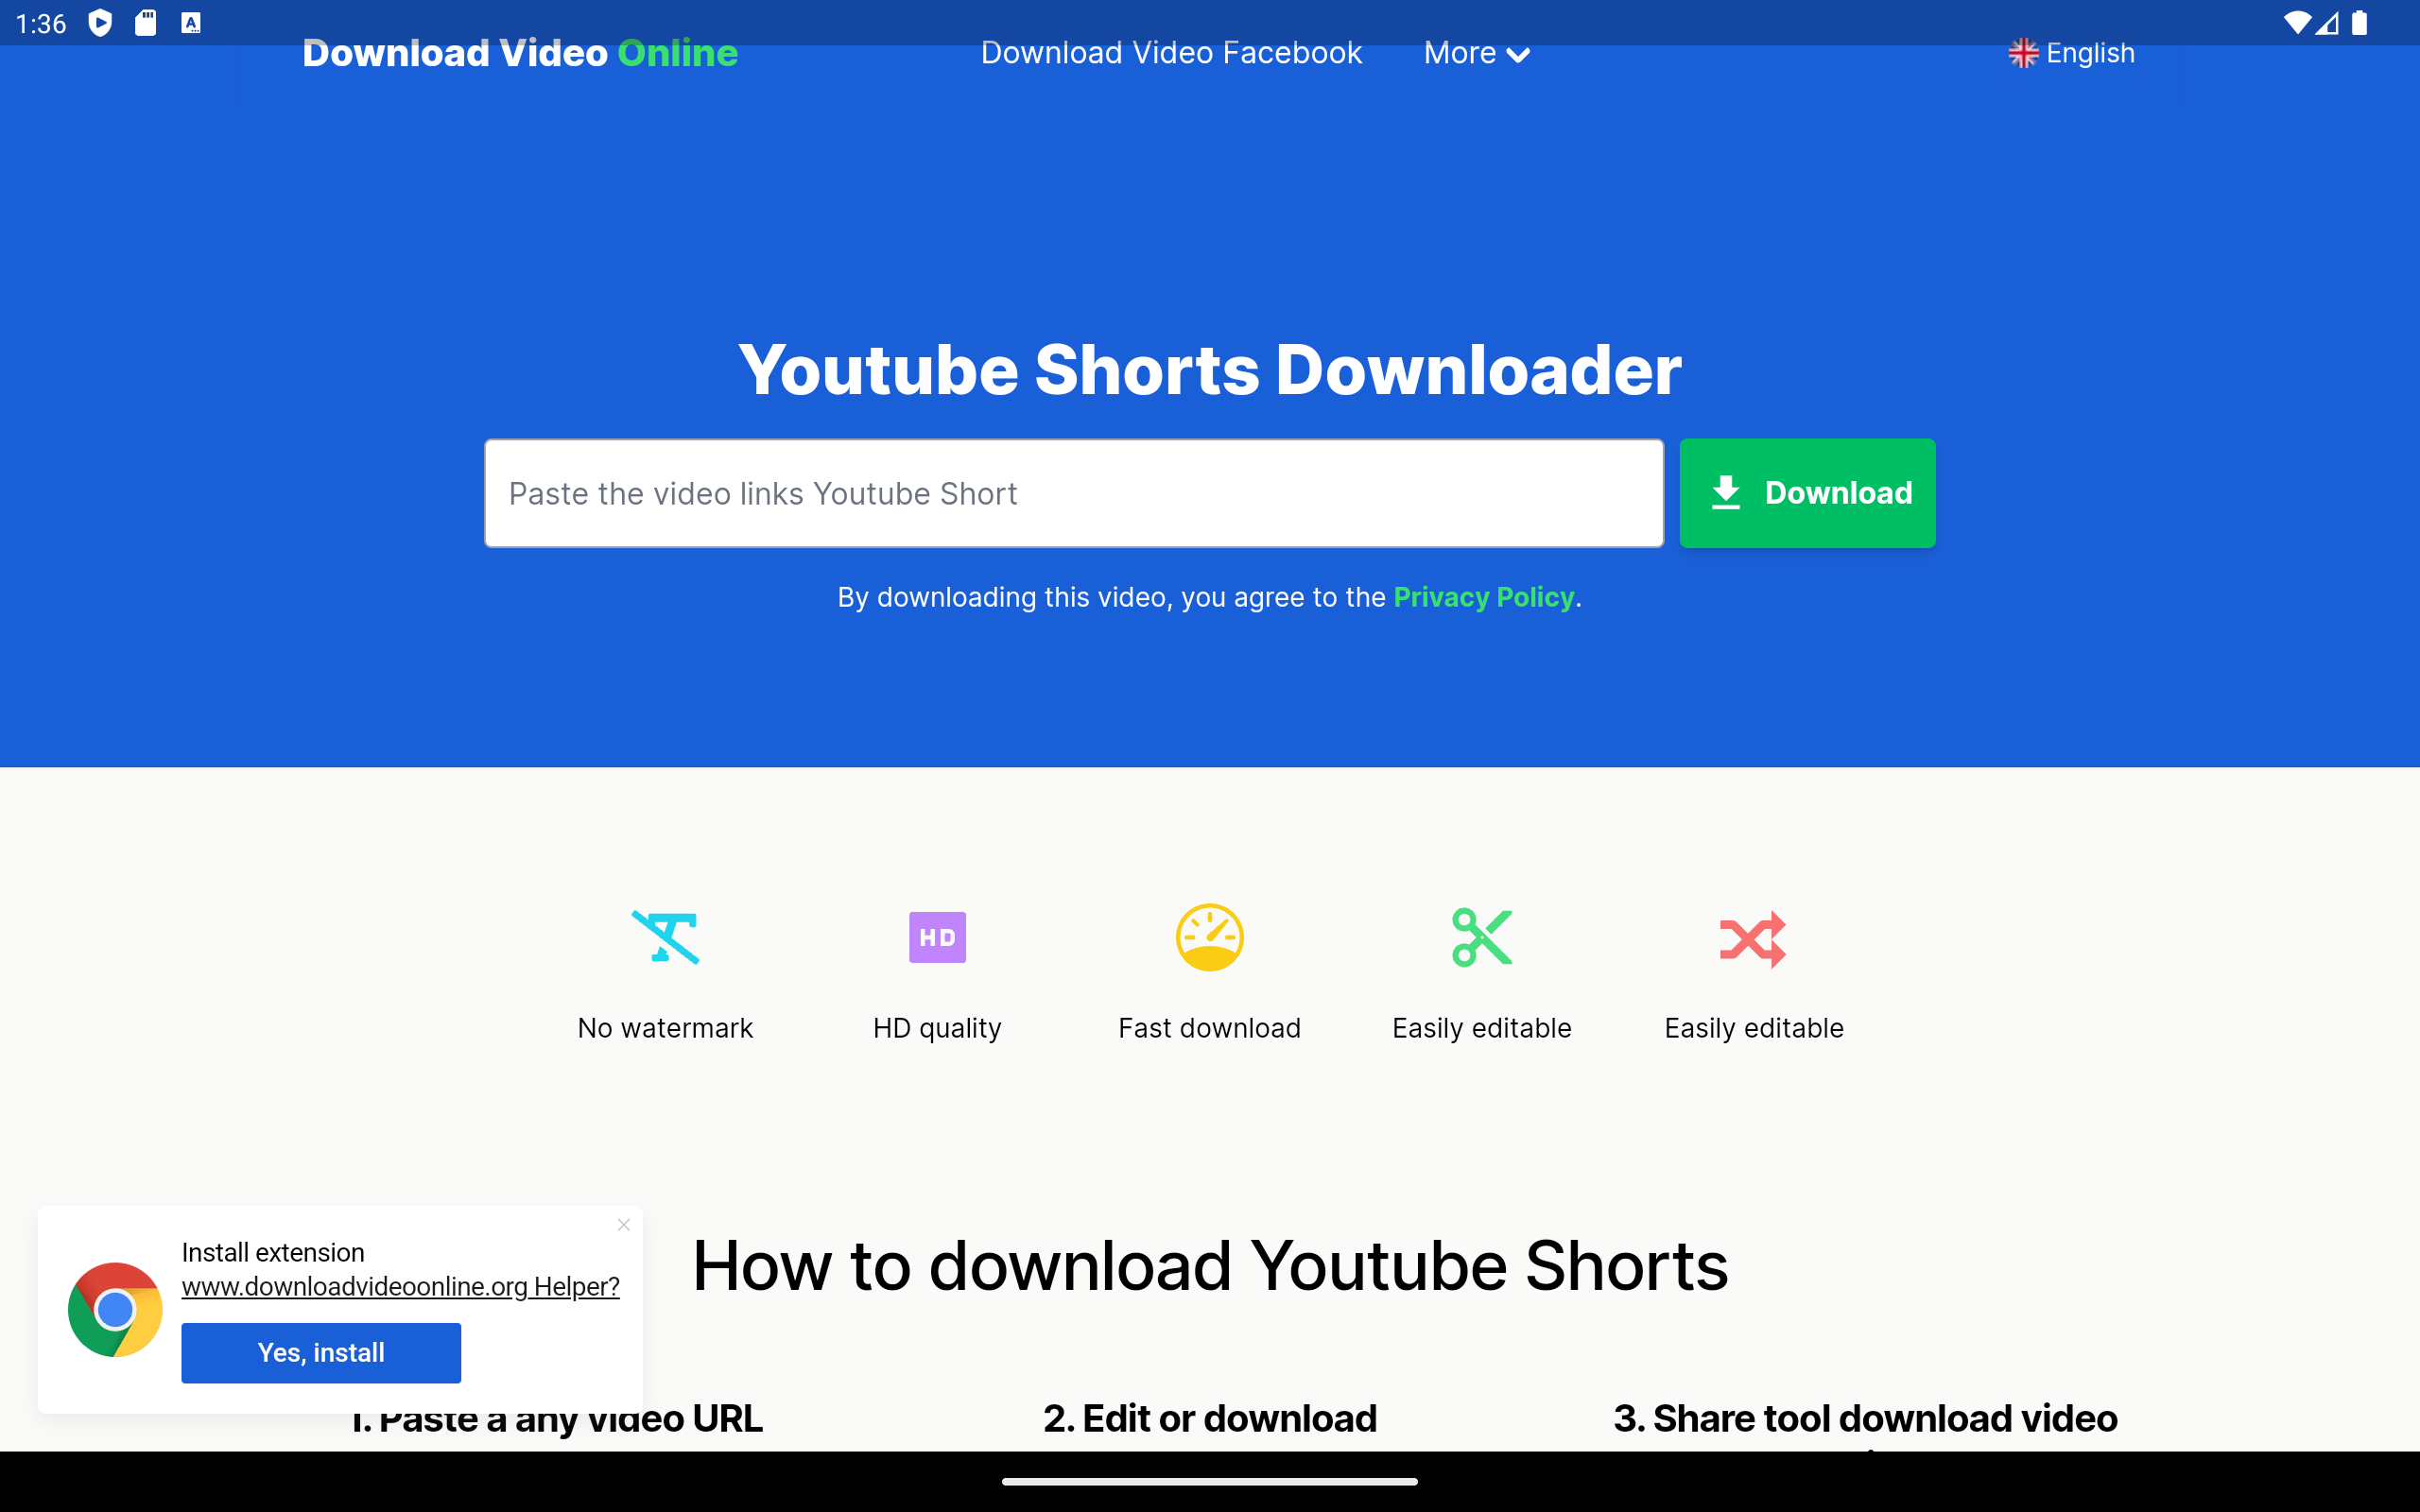 1:36
Download Video Online
Download Video Facebook
More
English
Youtube Shorts Downloader
Paste the video links Youtube Short
Download
By downloading this video, you agree to the Privacy Policy.
HD
No watermark
HD quality
Fast download
Easily editable
Easily editable
Install extension
www.downloadvideoonline.org Helper?
Yes, install
How to download Youtube Shorts
1. Paste a any video URL
2. Edit or download
3. Share tool download video